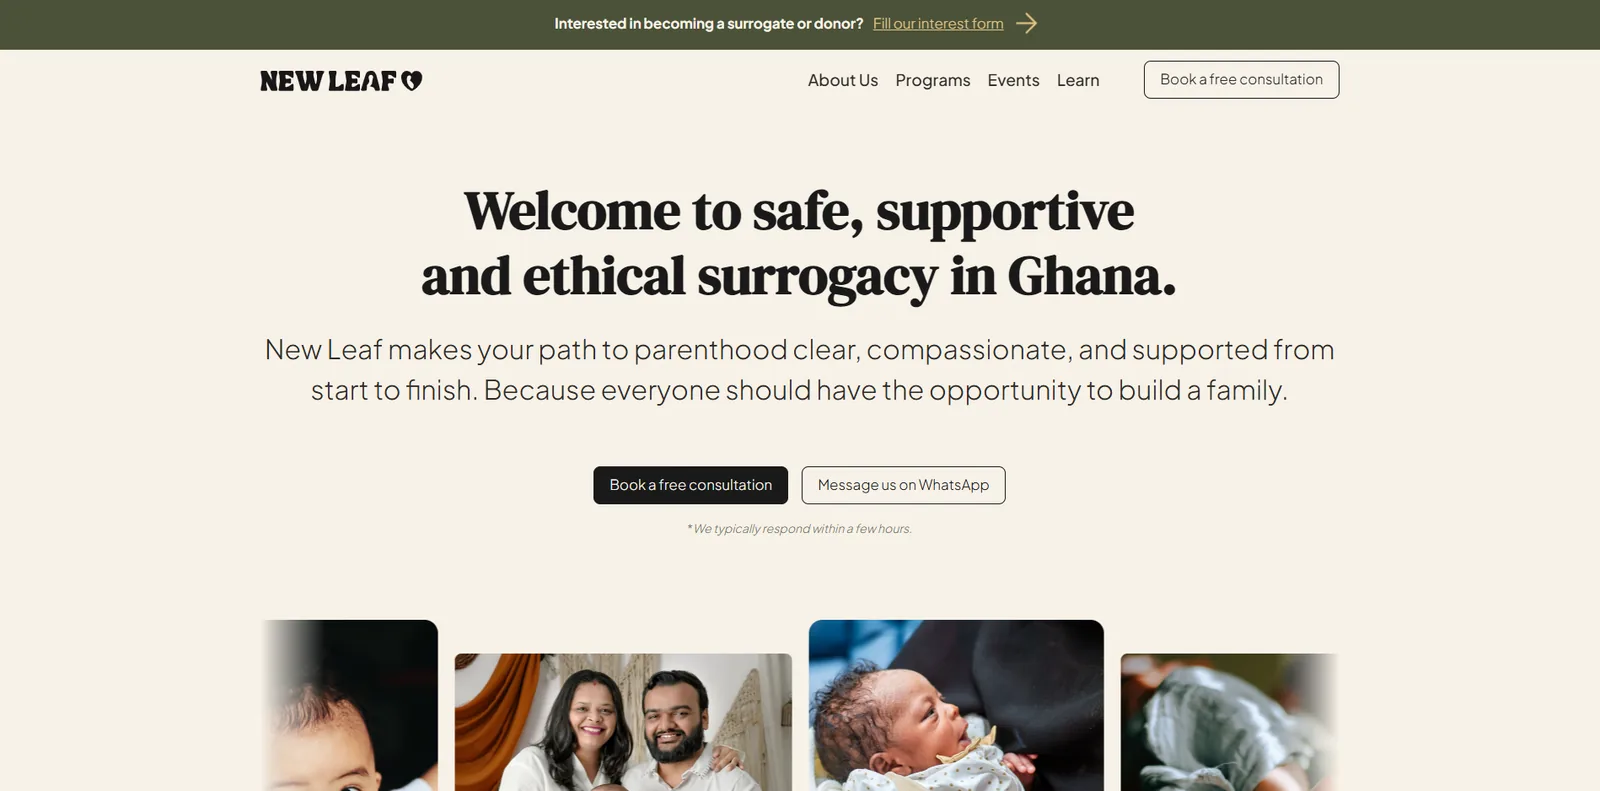 Interested in becoming a surrogate or donor? Fill our interest form
NEW LEAF
About Us Programs Events Learn Book a free consultation
Welcome to safe, supportive
and ethical surrogacy in Ghana.
New Leaf makes your path to parenthood clear, compassionate, and supported from
start to finish. Because everyone should have the opportunity to build a family.
Book a free consultation Message us on WhatsApp
* We typically respond within a few hours.